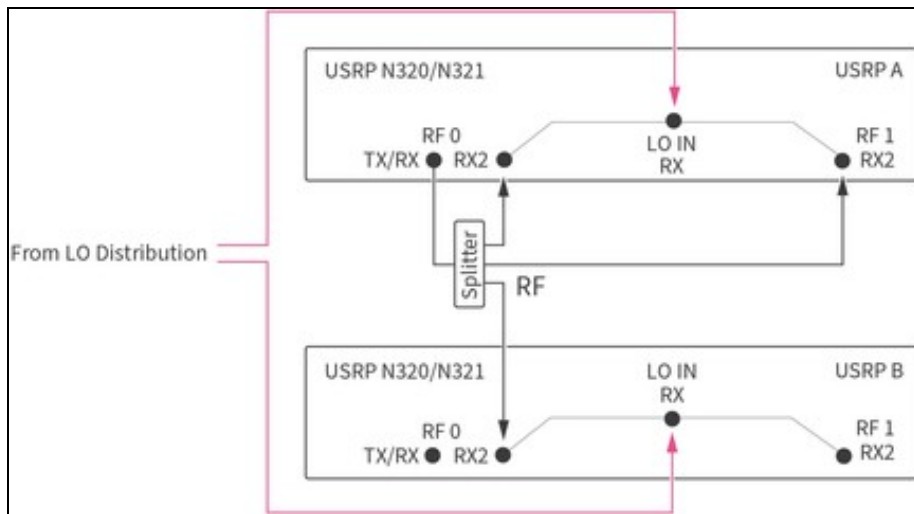 USRP N320/N321 USRP A
RF 0
TX/RX RX2
LO IN
RX
RF 1
RX2
From LO Distribution
Splitter
RF
USRP N320/N321 USRP B
LO IN
RX
RF 0
TX/RX RX2
RF 1
RX2